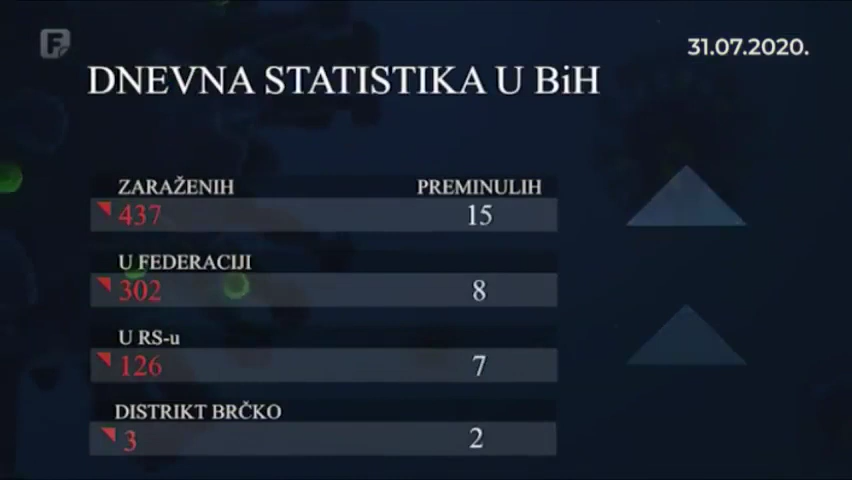 F
31.07.2020.
DNEVNA STATISTIKA U BiH
ZARAŽENIH PREMINULIH
437 15
U FEDERACIJI
302 8
U RS-u
126 7
DISTRIKT BRČKO
3 2